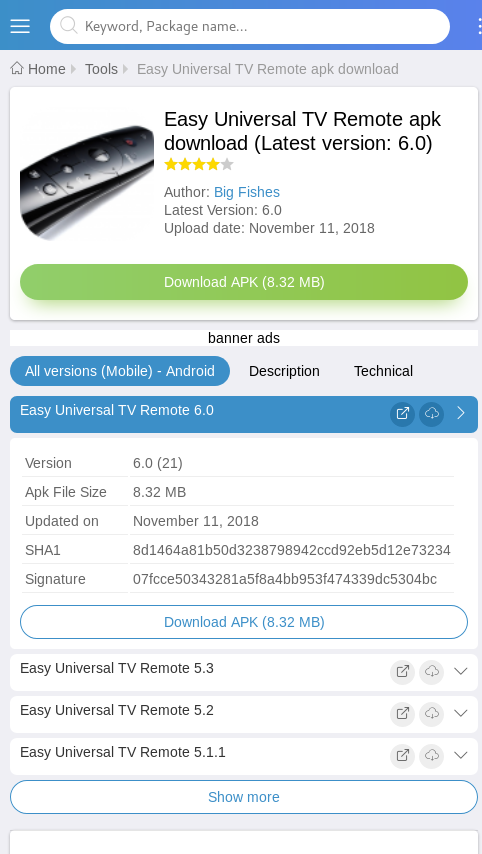 Keyword, Package name...
Home Tools Easy Universal TV Remote apk download
Easy Universal TV Remote apk
download (Latest version: 6.0)
Author: Big Fishes
Latest Version: 6.0
Upload date: November 11, 2018
Download APK (8.32 MB)
banner ads
All versions (Mobile) - Android Description Technical
Easy Universal TV Remote 6.0
Version 6.0 (21)
Apk File Size 8.32 MB
Updated on November 11, 2018
SHA1 8d1464a81b50d3238798942ccd92eb5d12e73234
Signature 07fcce50343281a5f8a4bb953f474339dc5304bc
Download APK (8.32 MB)
Easy Universal TV Remote 5.3
Easy Universal TV Remote 5.2
Easy Universal TV Remote 5.1.1
Show more